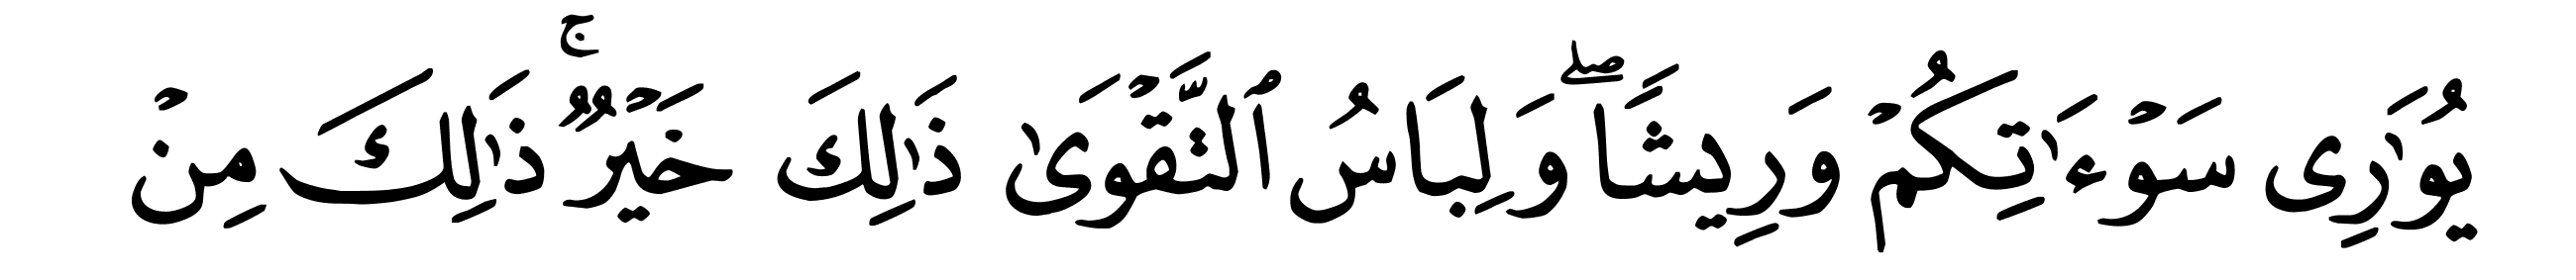 يُوَٰرِى سَوْءَٰتِكُمْ وَرِيشًا ۖ وَلِبَاسُ ٱلتَّقْوَىٰ ذَٰلِكَ خَيْرٌ ۚ ذَٰلِكَ مِنْ